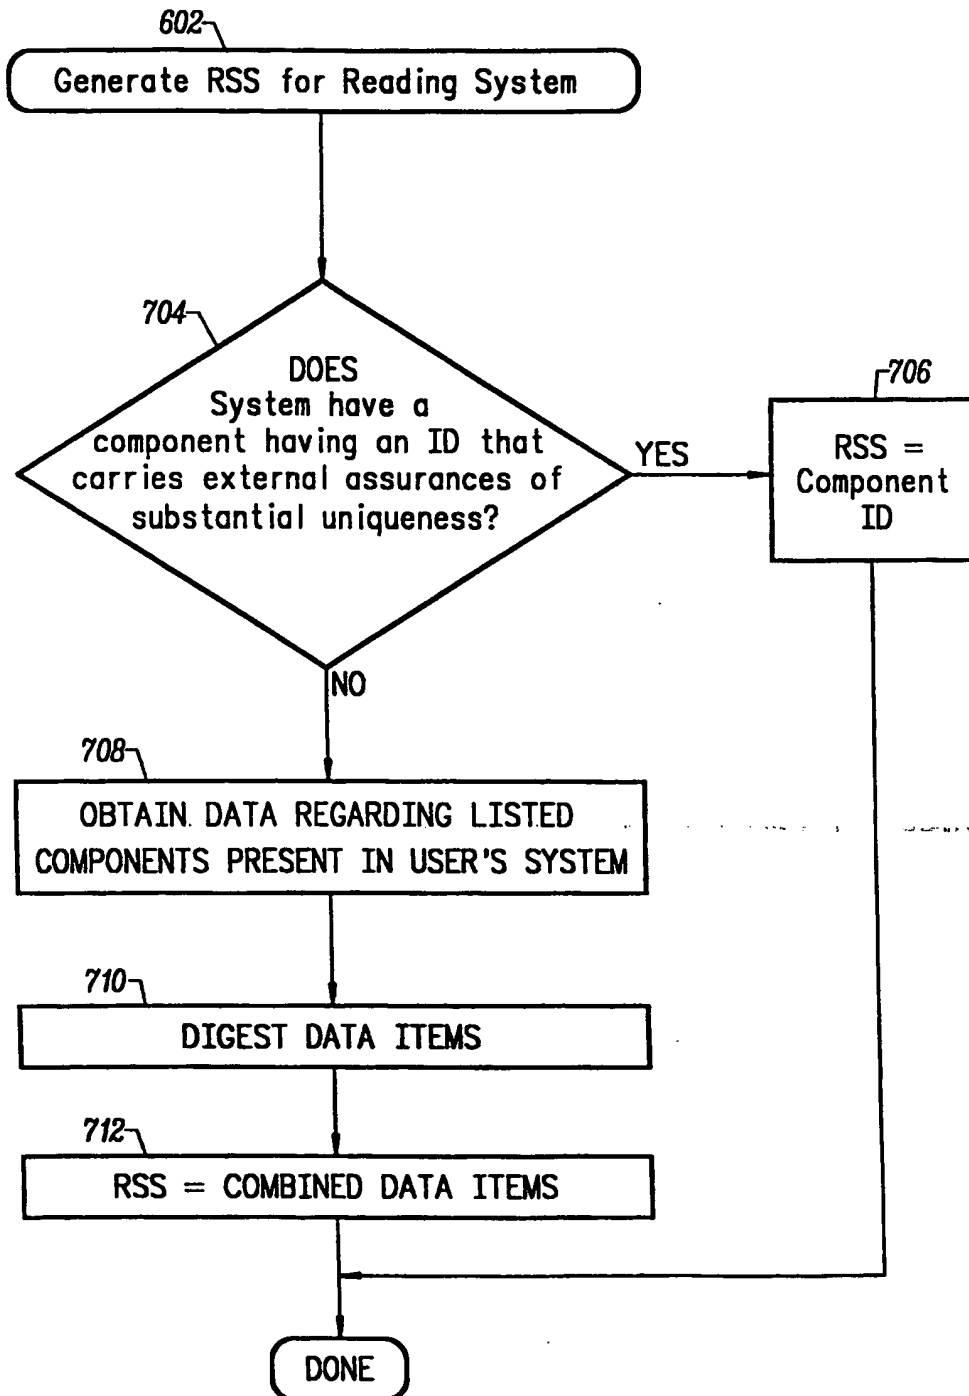 602
Generate RSS for Reading System
704
DOES
System have a
component having an ID that
carries external assurances of
substantial uniqueness?
YES
706
RSS =
Component
ID
NO
708
OBTAIN DATA REGARDING LISTED
COMPONENTS PRESENT IN USER'S SYSTEM
710
DIGEST DATA ITEMS
712
RSS = COMBINED DATA ITEMS
DONE